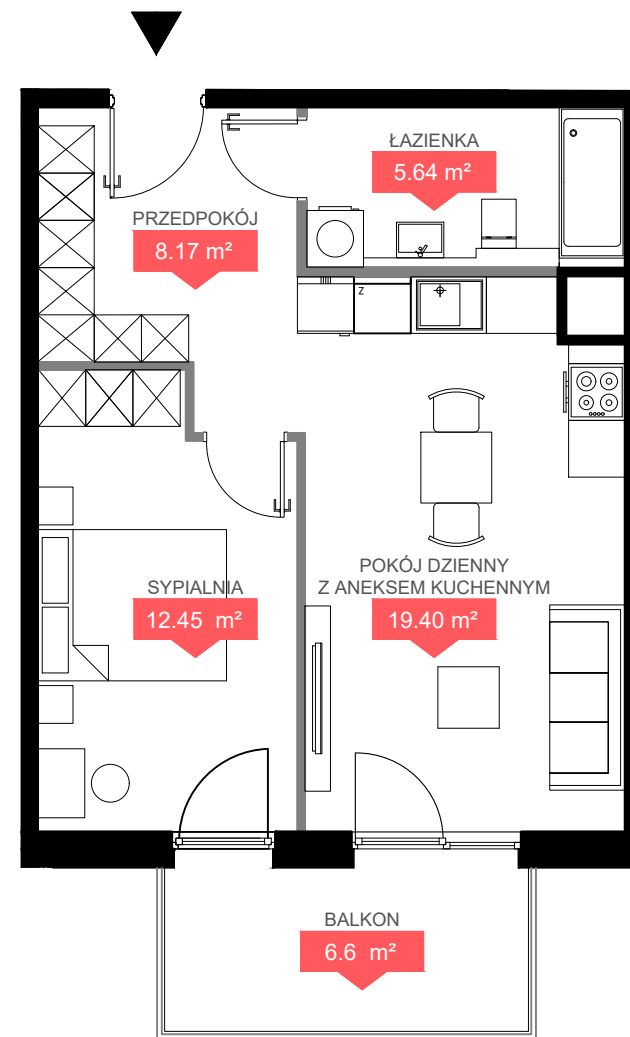 ŁAZIENKA
5.64 m²
PRZEDPOKÓJ
8.17 m²
Z
POKÓJ DZIENNY
Z ANEKSEM KUCHENNYM
19.40 m²
SYPIALNIA
12.45 m²
BALKON
6.6 m²